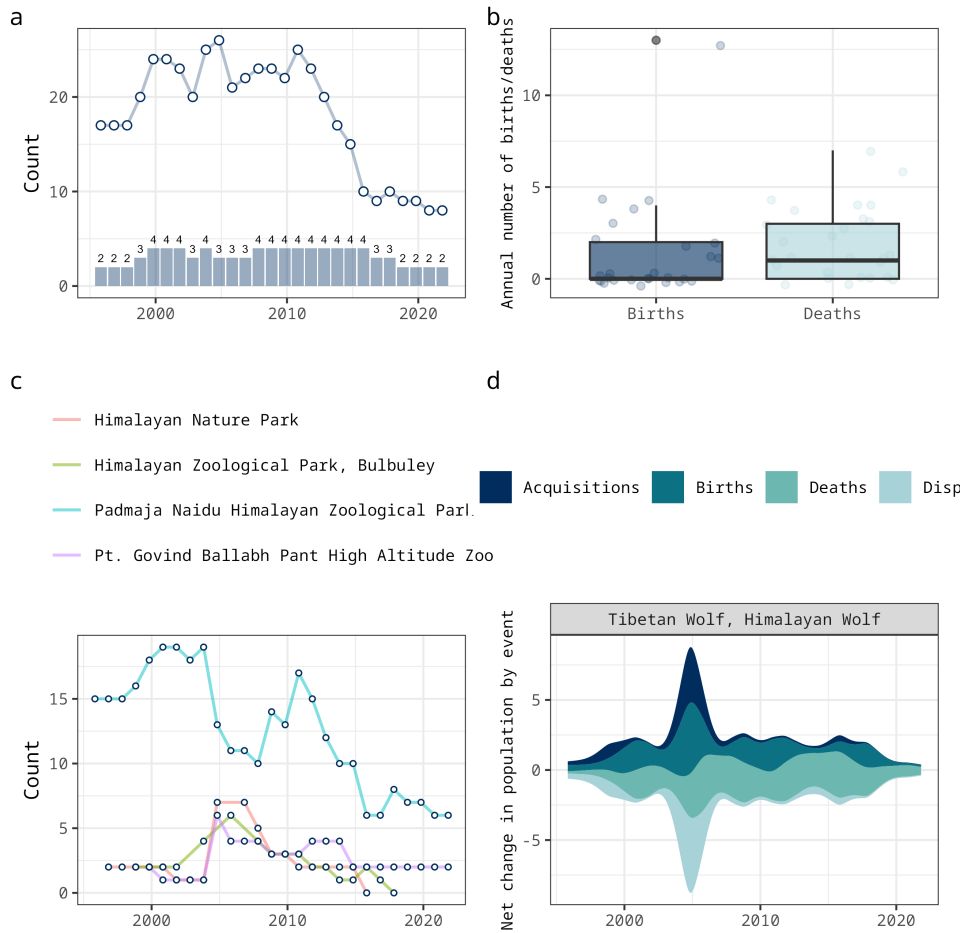 a
Count
20
10
0
2 2 2 3 4 4 4 3 4 3 3 3 4 4 4 4 4 4 4 4 4 3 3 2 2 2 2
2000 2010 2020
b
Annual number of births/deaths
10
5
0
Births Deaths
c
Himalayan Nature Park
Himalayan Zoological Park, Bulbuley
Padmaja Naidu Himalayan Zoological Park
Pt. Govind Ballabh Pant High Altitude Zoo
Count
15
10
5
0
2000 2010 2020
d
Acquisitions Births Deaths Disp
Tibetan Wolf, Himalayan Wolf
Net change in population by event
5
0
-5
2000 2010 2020